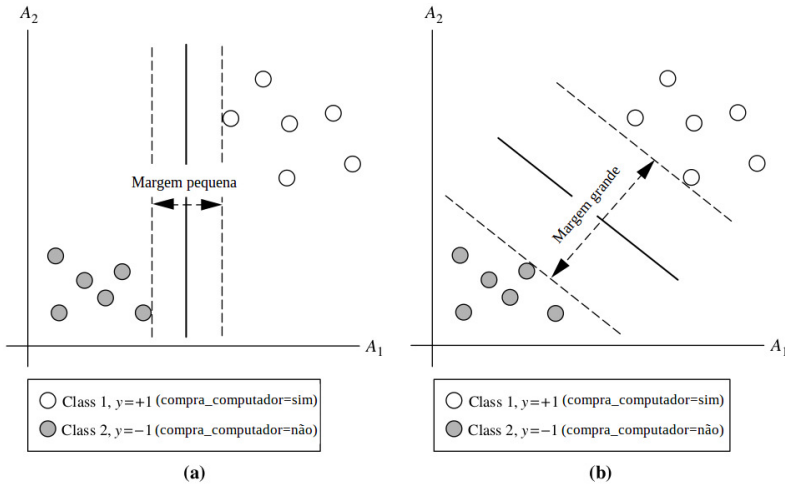 A₂
Margem pequena
A₁
Class 1, y=+1 (compra_computador=sim)
Class 2, y=−1 (compra_computador=não)
(a)
A₂
Margem grande
A₁
Class 1, y=+1 (compra_computador=sim)
Class 2, y=−1 (compra_computador=não)
(b)